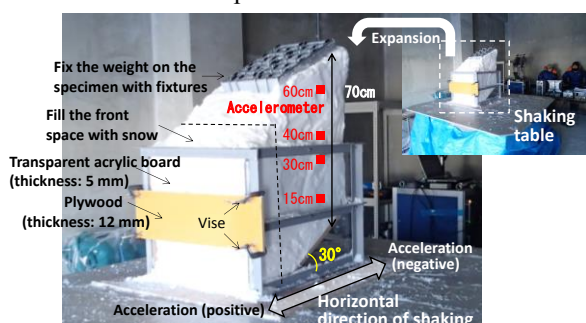 Expansion
Fix the weight on the
specimen with fixtures
60cm
70cm
Accelerometer
Fill the front
space with snow
40cm
Shaking
table
Transparent acrylic board
(thickness: 5 mm)
30cm
Plywood
(thickness: 12 mm)
15cm
Vise
30°
Acceleration
(negative)
Acceleration (positive)
Horizontal
direction of shaking